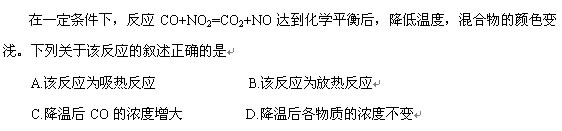 在一定条件下，反应 CO+NO2=CO2+NO 达到化学平衡后，降低温度，混合物的颜色变
浅。下列关于该反应的叙述正确的是↵
A.该反应为吸热反应 B.该反应为放热反应↵
C.降温后 CO 的浓度增大 D.降温后各物质的浓度不变↵